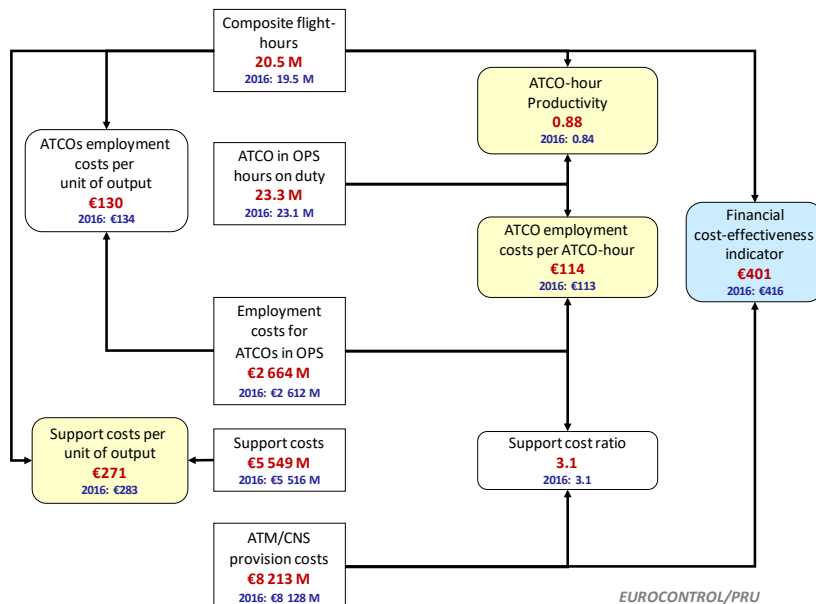 Composite flight-
hours
20.5 M
2016: 19.5 M
ATCO-hour
Productivity
0.88
2016: 0.84
ATCOs employment
costs per
unit of output
€130
2016: €134
ATCO in OPS
hours on duty
23.3 M
2016: 23.1 M
ATCO employment
costs per ATCO-hour
€114
2016: €113
Financial
cost-effectiveness
indicator
€401
2016: €416
Employment
costs for
ATCOs in OPS
€2 664 M
2016: €2 612 M
Support costs per
unit of output
€271
2016: €283
Support costs
€5 549 M
2016: €5 516 M
Support cost ratio
3.1
2016: 3.1
ATM/CNS
provision costs
€8 213 M
2016: €8 128 M
EUROCONTROL/PRU